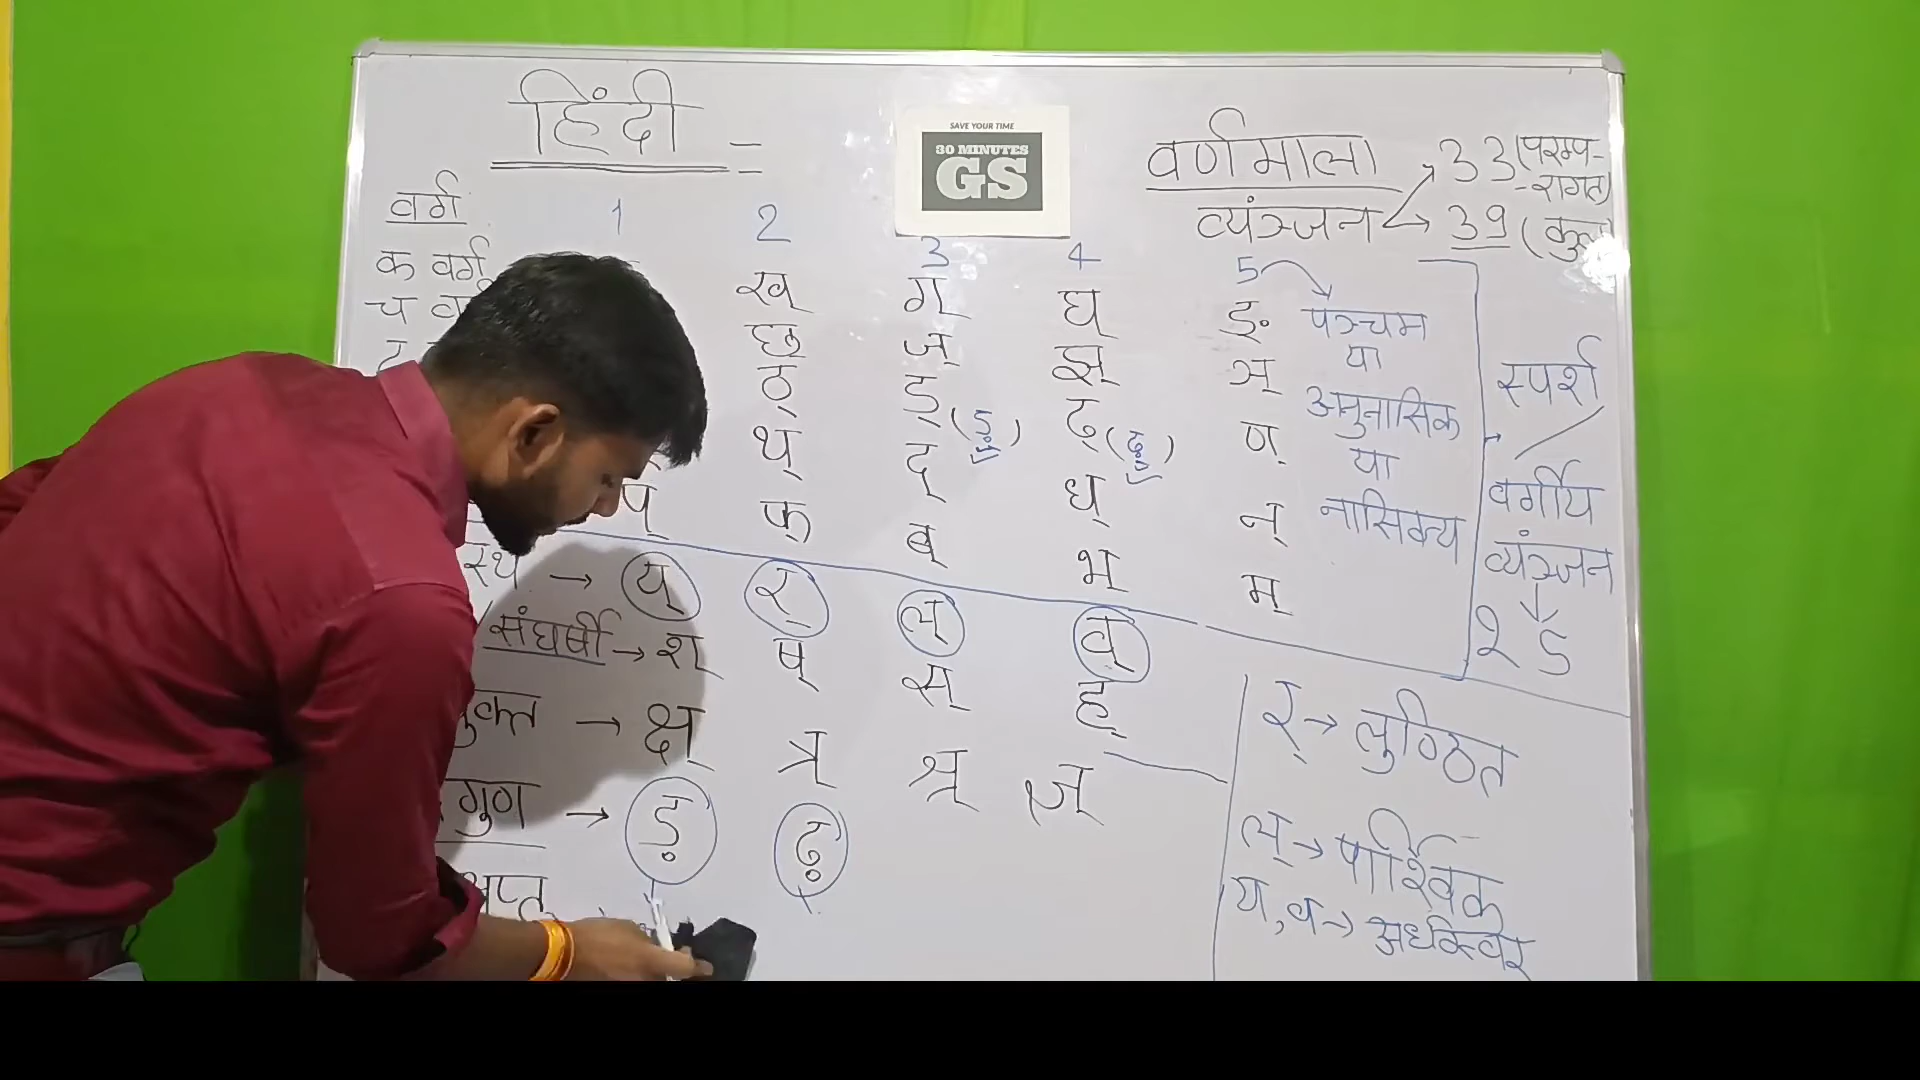 हिंदी =
SAVE YOUR TIME
30 MINUTES
GS
वर्णमाला → 33 (परम्प-
-रागत)
व्यंञ्जन → 39 (कुल)
वर्ग 1 2 3 4 5
क वर्ग ख् ग् घ् ङ पैञ्चम
च छ् ज् झ् ञ् या
ठ् ड् (ड़) ढ् (ढ़) ण् अनुनासिक
थ् द् ध् न् या
प् फ् ब् भ् म् नासिक्य
स्पर्श
वर्गीय
व्यंञ्जन
25
स्थ → य् र ल् व्
संघर्षी → श् ष् स् ह्
युक्त → क्ष् त्र् श्र् ज्
गुण → ड़ ढ़
र् → लुण्ठित
ल् → पार्श्विक
य, व → अर्धस्वर